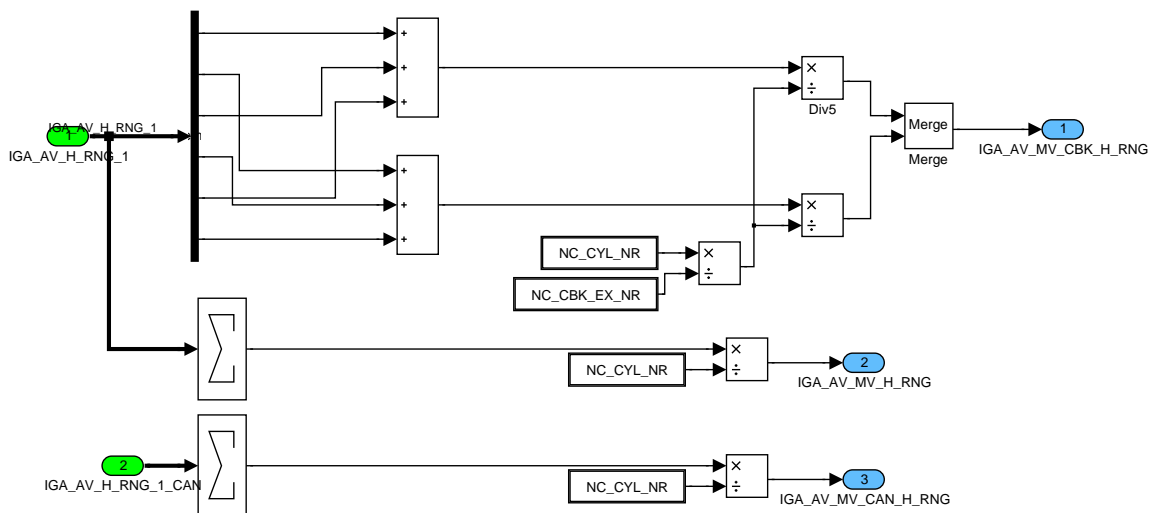 +
+
+
×
÷
Div5
Merge
Merge
1
IGA_AV_MV_CBK_H_RNG
IGA_AV_H_RNG_1
1
IGA_AV_H_RNG_1
+
+
+
×
÷
NC_CYL_NR
NC_CBK_EX_NR
×
÷
NC_CYL_NR
×
÷
2
IGA_AV_MV_H_RNG
2
IGA_AV_H_RNG_1_CAN
NC_CYL_NR
×
÷
3
IGA_AV_MV_CAN_H_RNG